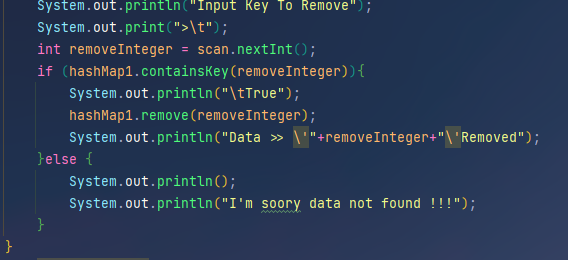 System.out.println("Input Key To Remove");
System.out.print(">\t");
int removeInteger = scan.nextInt();
if (hashMap1.containsKey(removeInteger)){
System.out.println("\tTrue");
hashMap1.remove(removeInteger);
System.out.println("Data >> \'"+removeInteger+"\'Removed");
}else {
System.out.println();
System.out.println("I'm soory data not found !!!");
}
}